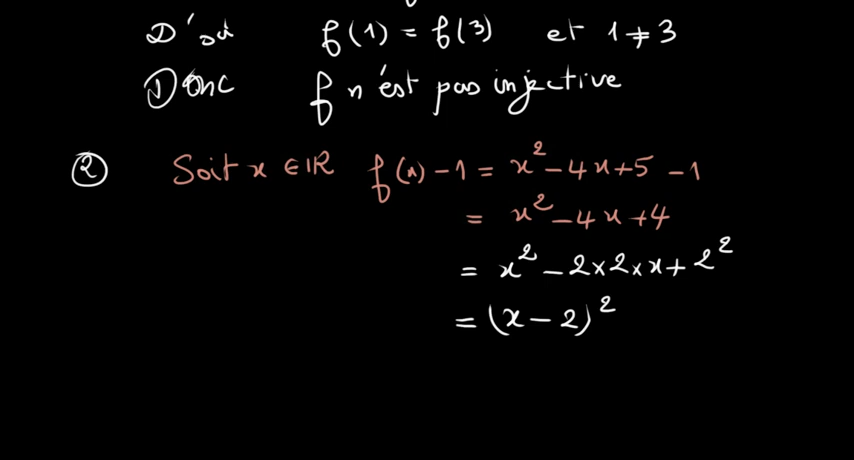 D'où f(1) = f(3) et 1 ≠ 3
Donc f n'est pas injective
② Soit x ∈ ℝ f(x) - 1 = x² - 4x + 5 - 1
= x² - 4x + 4
= x² - 2 × 2 × x + 2²
= (x - 2)²